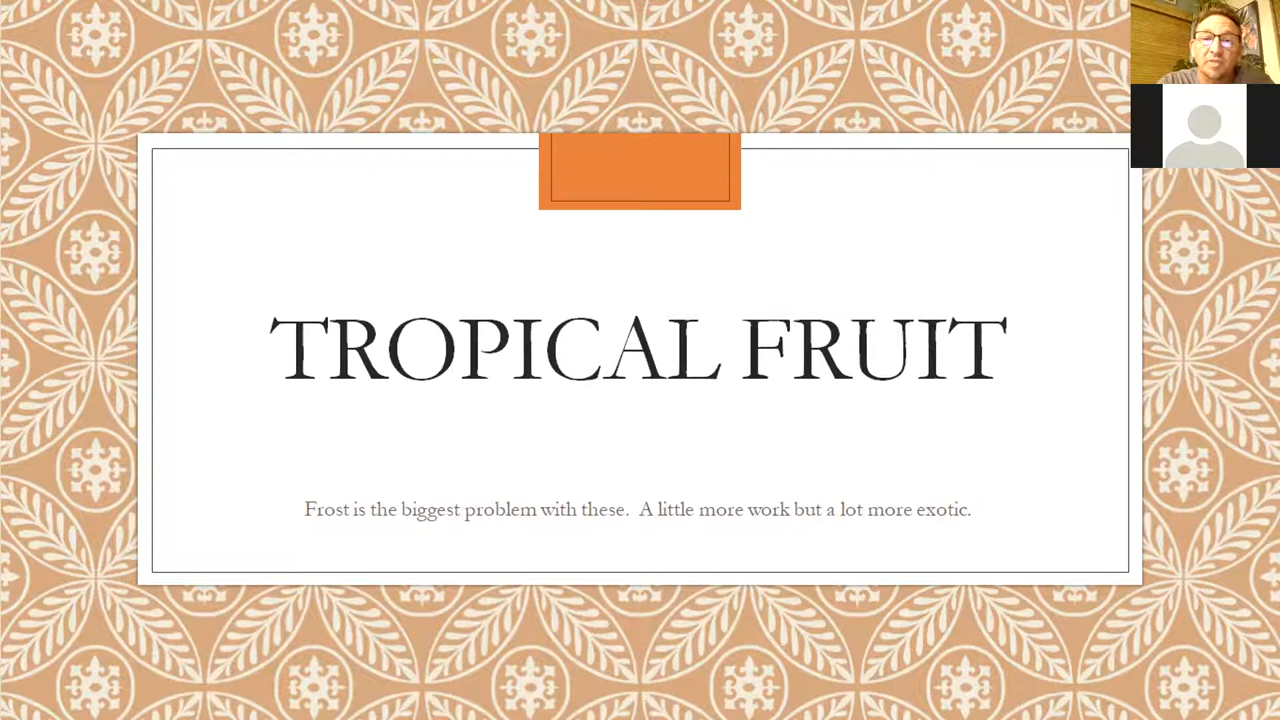 TROPICAL FRUIT
Frost is the biggest problem with these.  A little more work but a lot more exotic.